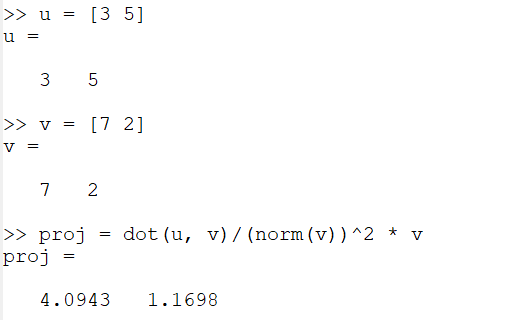 >> u = [3 5]
u =
3 5
>> v = [7 2]
v =
7 2
>> proj = dot(u, v)/(norm(v))^2 * v
proj =
4.0943 1.1698